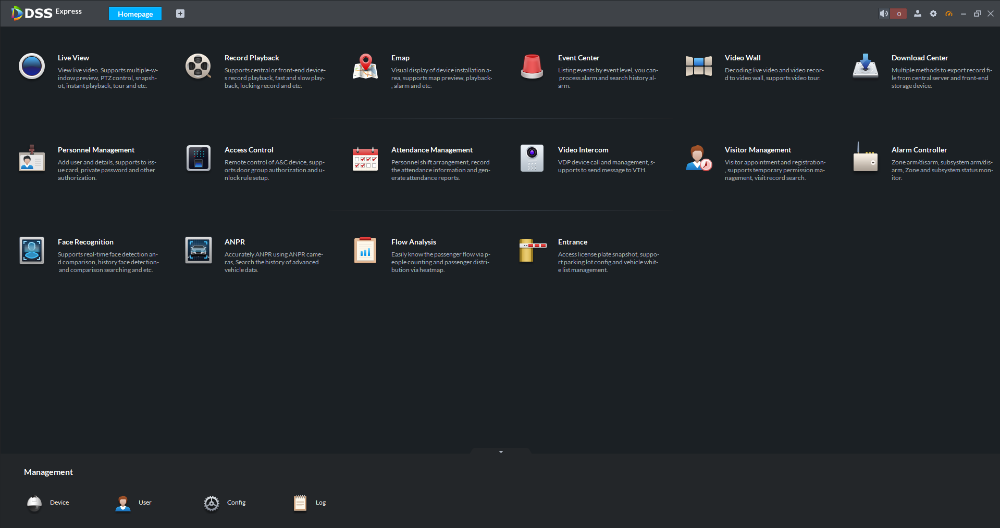 DSS Express
Homepage
0
Live View
View live video. Supports multiple-w-
indow preview, PTZ control, snapsh-
ot, instant playback, tour and etc.
Record Playback
Supports central or front-end device-
s record playback, fast and slow play-
back, locking record and etc.
Emap
Visual display of device installation a-
rea, supports map preview, playback-
, alarm and etc.
Event Center
Listing events by event level, you can-
process alarm and search history al-
arm.
Video Wall
Decoding live video and video recor-
d to video wall, supports video tour.
Download Center
Multiple methods to export record fi-
le from central server and front-end
storage device.
Personnel Management
Add user and details, supports to iss-
ue card, private password and other
authorization.
Access Control
Remote control of A&C device, supp-
orts door group authorization and u-
nlock rule setup.
Attendance Management
Personnel shift arrangement, record
the attendance information and gen-
erate attendance reports.
Video Intercom
VDP device call and management, s-
upports to send message to VTH.
Visitor Management
Visitor appointment and registration-
, supports temporary permission ma-
nagement, visit record search.
Alarm Controller
Zone arm/disarm, subsystem arm/dis-
arm, Zone and subsystem status mon-
itor.
Face Recognition
Supports real-time face detection an-
d comparison, history face detection-
and comparison searching and etc.
ANPR
Accurately ANPR using ANPR came-
ras, Search the history of advanced
vehicle data.
Flow Analysis
Easily know the passenger flow via p-
eople counting and passenger distri-
bution via heatmap.
Entrance
Access license plate snapshot, suppo-
rt parking lot config and vehicle whit-
e list management.
Management
Device
User
Config
Log